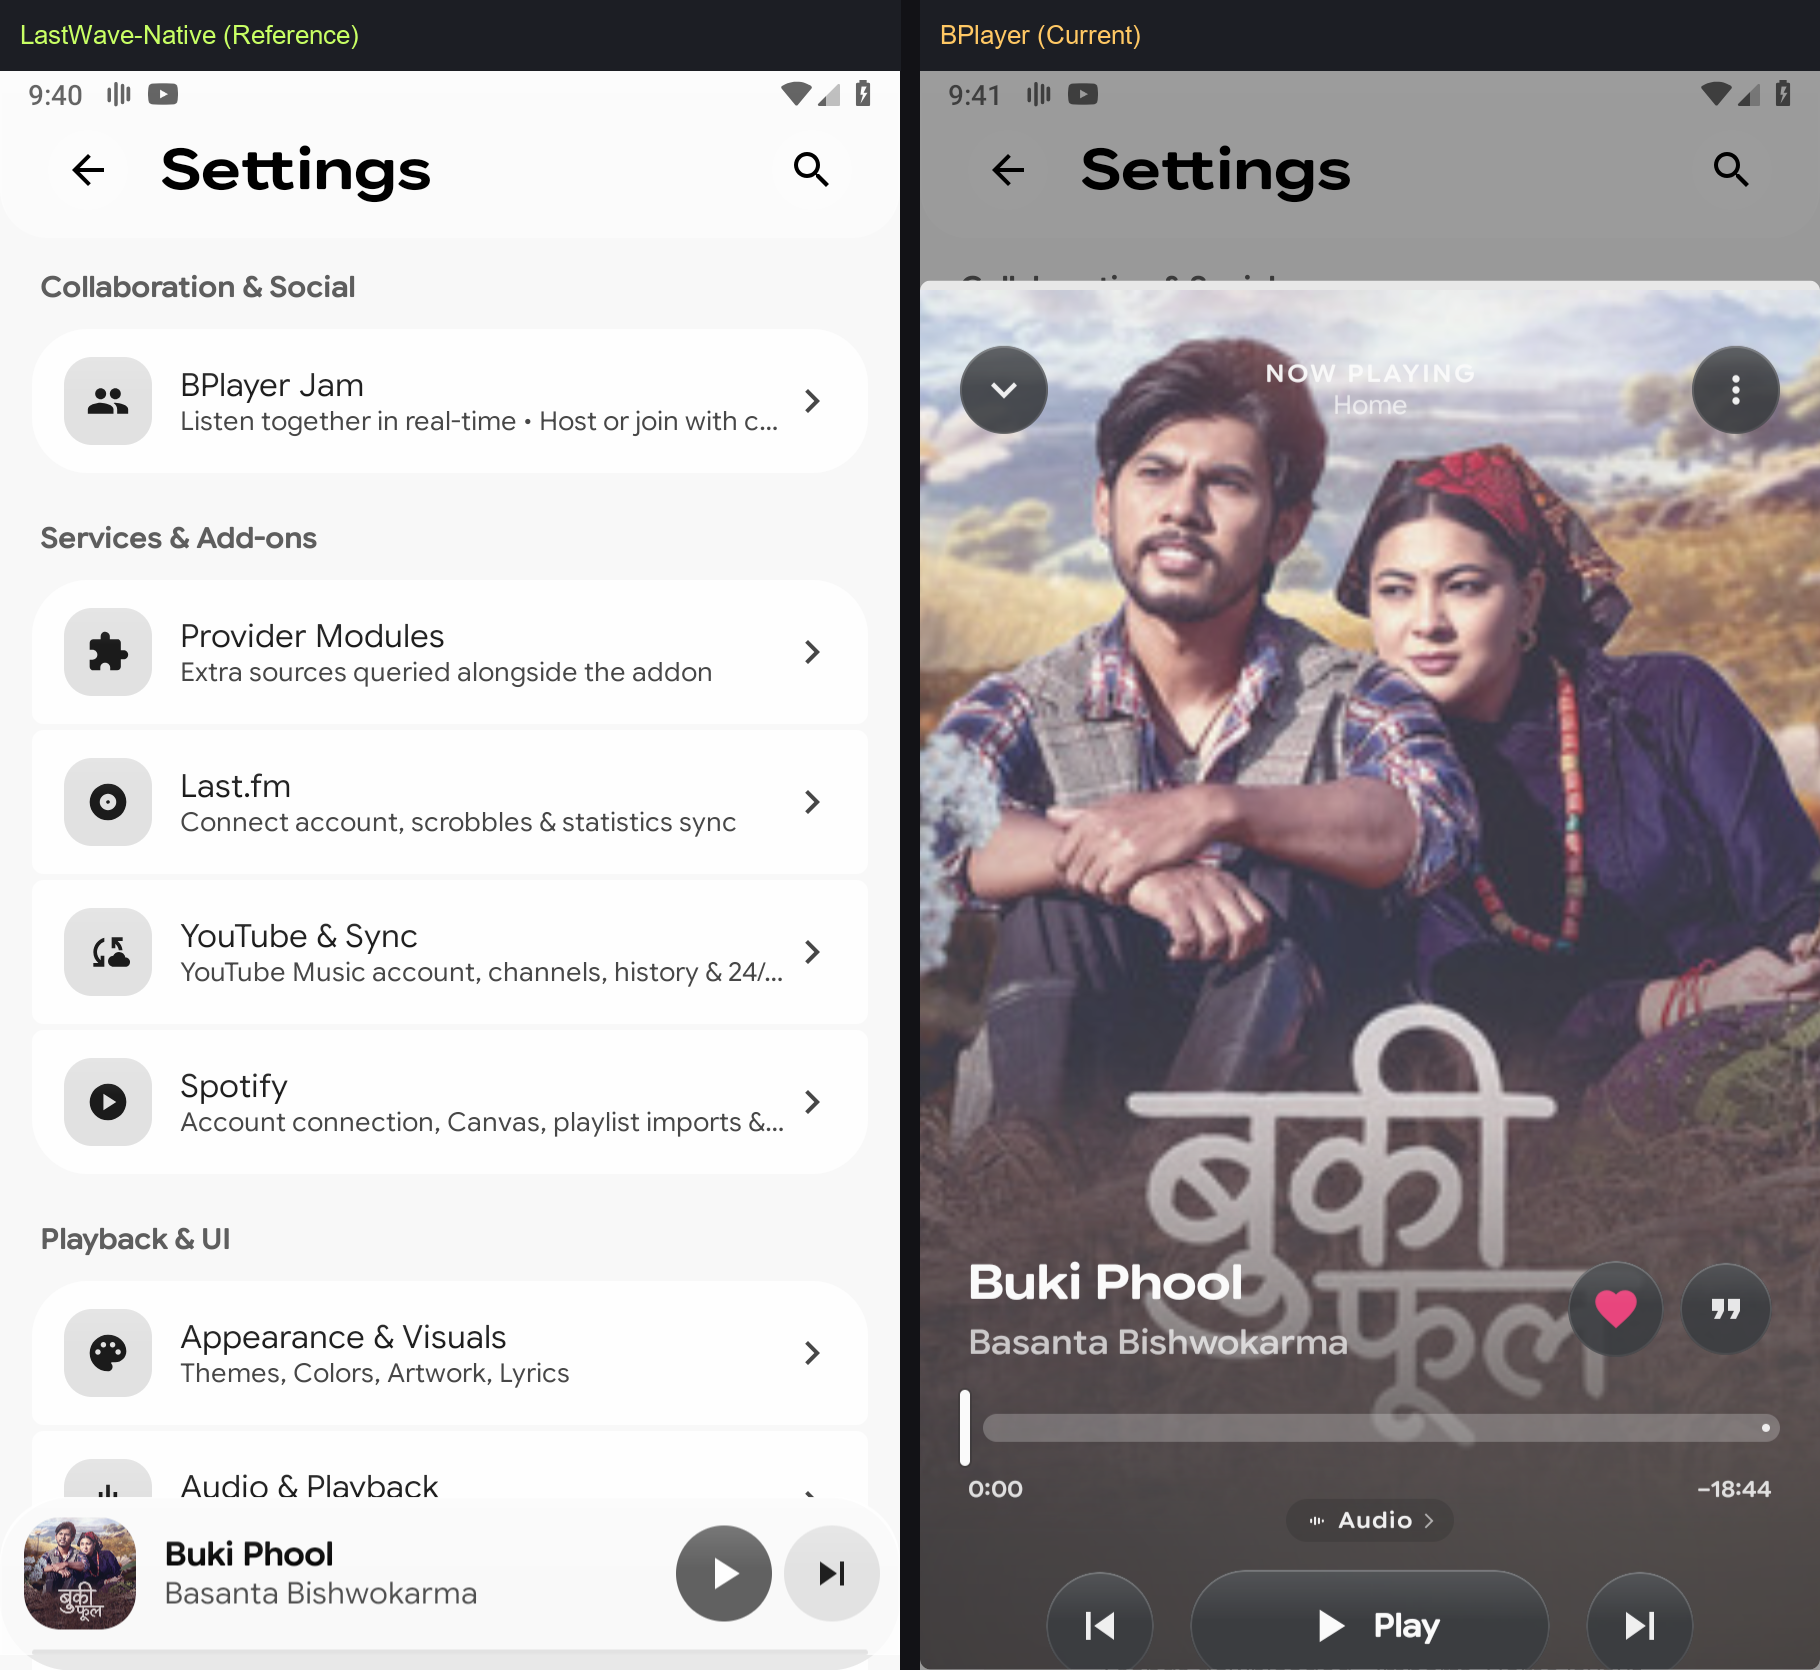 LastWave-Native (Reference)
9:40
Settings
Collaboration & Social
BPlayer Jam
Listen together in real-time • Host or join with c...
Services & Add-ons
Provider Modules
Extra sources queried alongside the addon
Last.fm
Connect account, scrobbles & statistics sync
YouTube & Sync
YouTube Music account, channels, history & 24/...
Spotify
Account connection, Canvas, playlist imports &...
Playback & UI
Appearance & Visuals
Themes, Colors, Artwork, Lyrics
Audio & Playback
बुकी
फूल
Buki Phool
Basanta Bishwokarma
BPlayer (Current)
9:41
Settings
Collaboration & Social
NOW PLAYING
Home
बुकी
फूल
Buki Phool
Basanta Bishwokarma
0:00
-18:44
Audio
Play